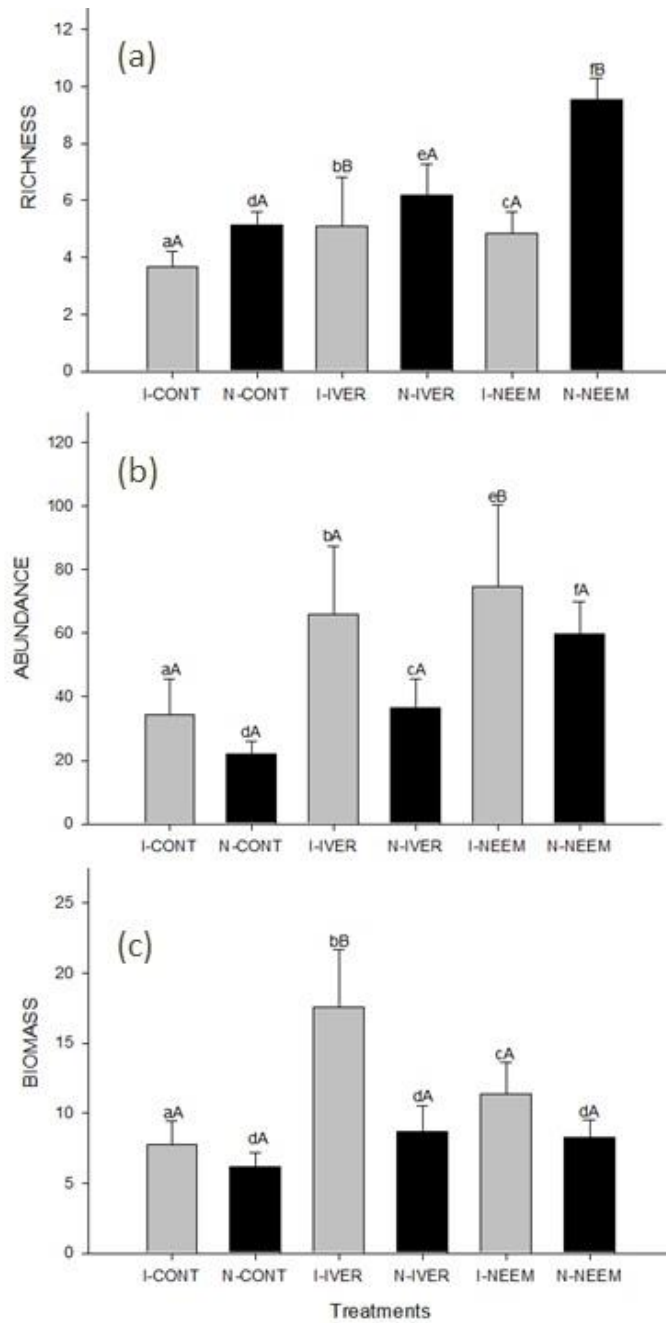 12
(a)
fB
10
RICHNESS
8
bB
eA
6
dA
cA
aA
4
2
0
I-CONT N-CONT I-IVER N-IVER I-NEEM N-NEEM
120
(b)
100
eB
bA
ABUNDANCE
80
fA
60
aA
cA
40
dA
20
0
I-CONT N-CONT I-IVER N-IVER I-NEEM N-NEEM
25
(c)
bB
20
BIOMASS
15
cA
dA
dA
10
aA
dA
5
0
I-CONT N-CONT I-IVER N-IVER I-NEEM N-NEEM
Treatments